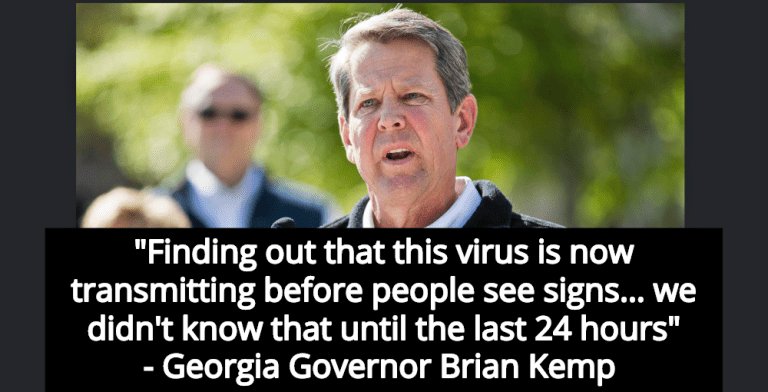 "Finding out that this virus is now
transmitting before people see signs... we
didn't know that until the last 24 hours"
- Georgia Governor Brian Kemp